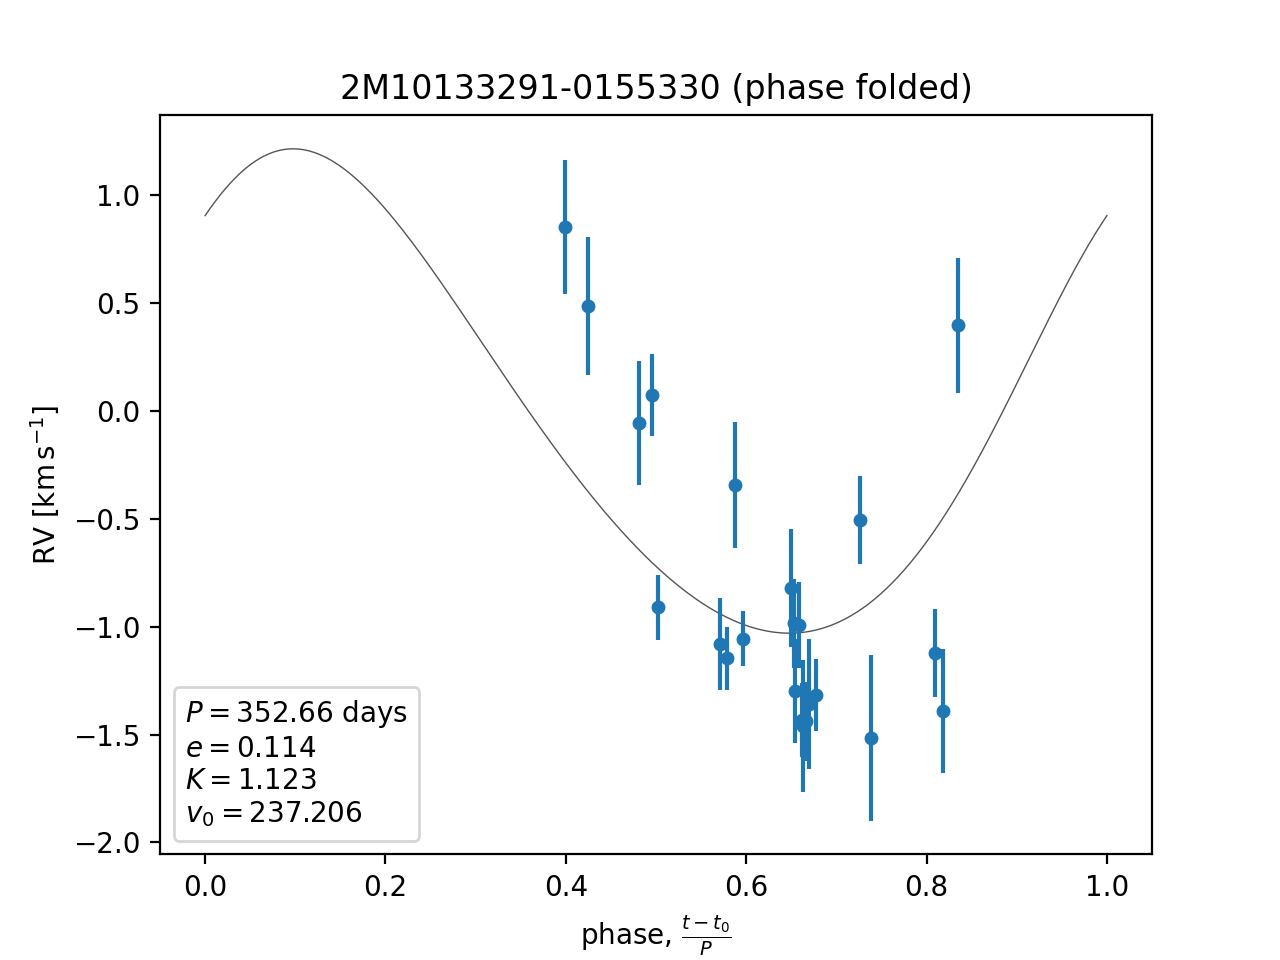 2M10133291-0155330 (phase folded)
RV [km s⁻¹]
1.0
0.5
0.0
−0.5
−1.0
−1.5
−2.0
P = 352.66 days
e = 0.114
K = 1.123
v₀ = 237.206
0.0 0.2 0.4 0.6 0.8 1.0
phase, (t − t₀)/P